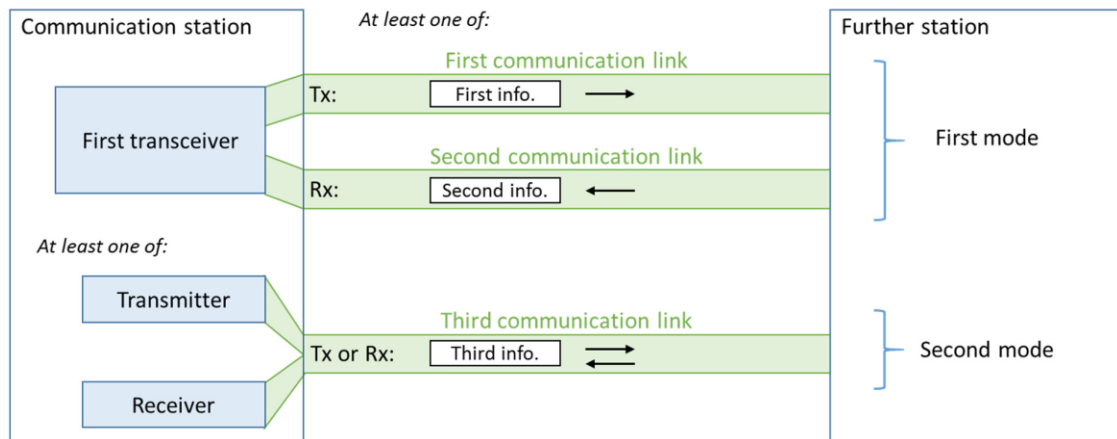 Communication station
At least one of:
Further station
First communication link
Tx:
First info.
First transceiver
First mode
Second communication link
Rx:
Second info.
At least one of:
Transmitter
Third communication link
Tx or Rx:
Third info.
Second mode
Receiver